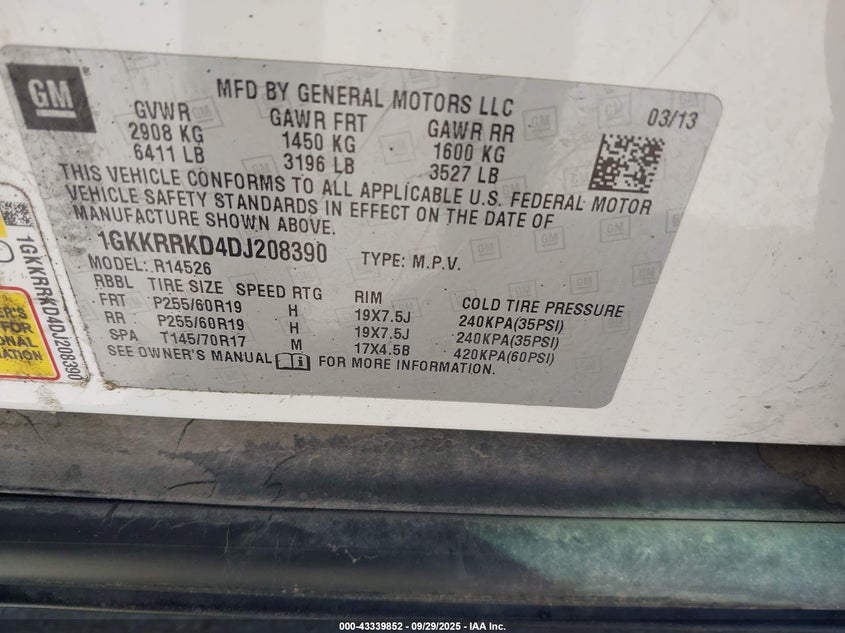 GM
MFD BY GENERAL MOTORS LLC
03/13
GVWR GAWR FRT GAWR RR
2908 KG 1450 KG 1600 KG
6411 LB 3196 LB 3527 LB
THIS VEHICLE CONFORMS TO ALL APPLICABLE U.S. FEDERAL MOTOR
VEHICLE SAFETY STANDARDS IN EFFECT ON THE DATE OF
MANUFACTURE SHOWN ABOVE.
1GKKRRKD4DJ208390 TYPE: M.P.V.
MODEL: R14526
RBBL TIRE SIZE SPEED RTG RIM COLD TIRE PRESSURE
FRT P255/60R19 H 19X7.5J 240KPA(35PSI)
RR P255/60R19 H 19X7.5J 240KPA(35PSI)
SPA T145/70R17 M 17X4.5B 420KPA(60PSI)
SEE OWNER'S MANUAL i FOR MORE INFORMATION.
1GKKRRKD4DJ208390
FOR
000-43339852 - 09/29/2025 - IAA Inc.